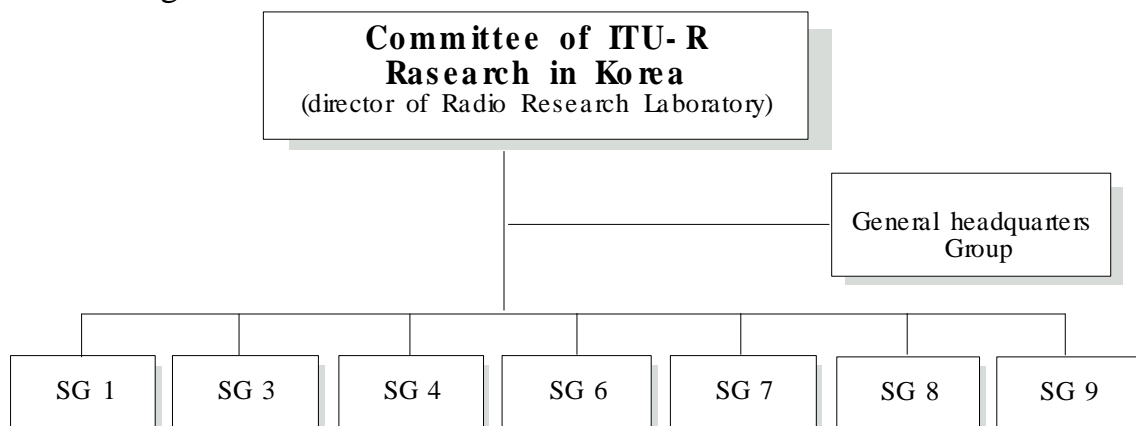 Committee of ITU-R
Rasearch in Korea
(director of Radio Research Laboratory)
General headquarters
Group
SG 1
SG 3
SG 4
SG 6
SG 7
SG 8
SG 9